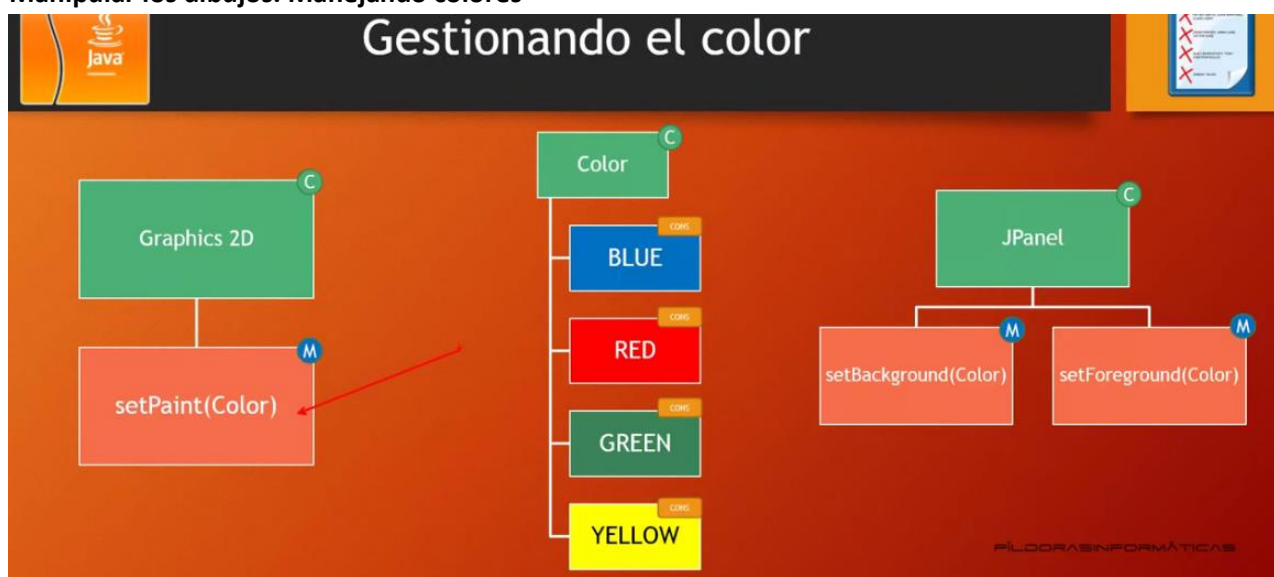 Manipular los dibujos. Manejando colores
Java
Gestionando el color
Graphics 2D
C
setPaint(Color)
M
Color
C
BLUE
CONS
RED
CONS
GREEN
CONS
YELLOW
CONS
JPanel
C
setBackground(Color)
M
setForeground(Color)
M
PÍLDORASINFORMÁTICAS